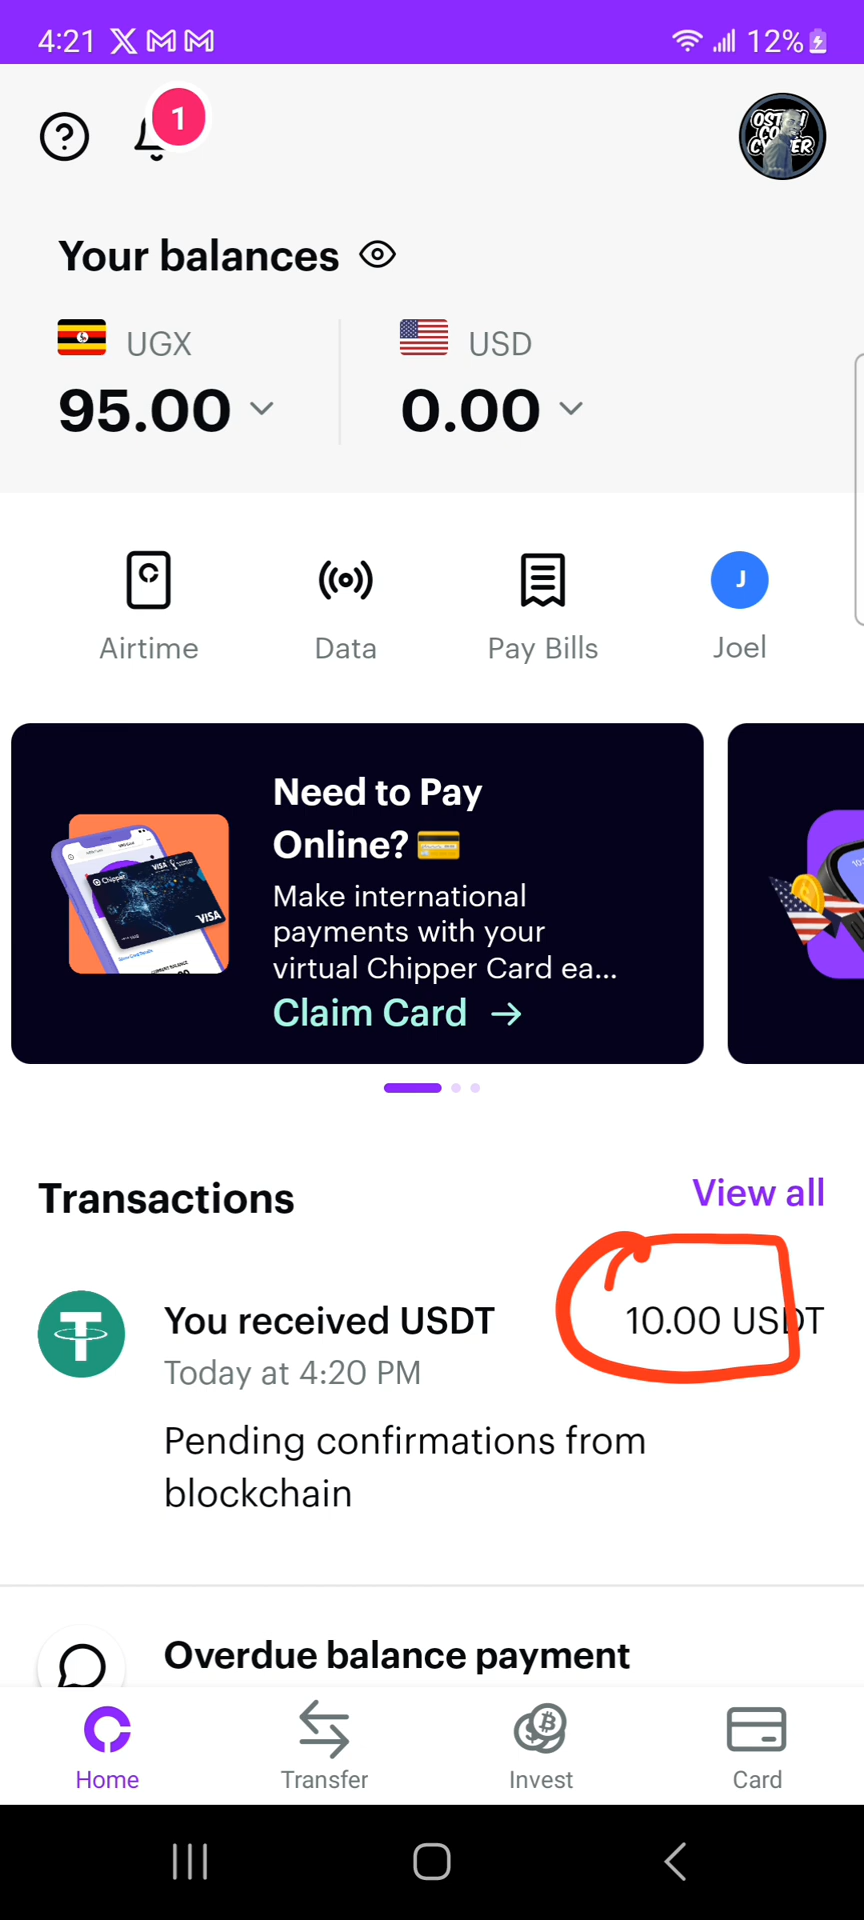 4:21
12%
1
Your balances
UGX
USD
95.00
0.00
J
Airtime
Data
Pay Bills
Joel
Need to Pay
Online?
Make international
payments with your
virtual Chipper Card ea...
Claim Card →
Chipper
VISA
VISA
Transactions
View all
You received USDT
10.00 USDT
Today at 4:20 PM
Pending confirmations from
blockchain
Overdue balance payment
Home
Transfer
Invest
Card